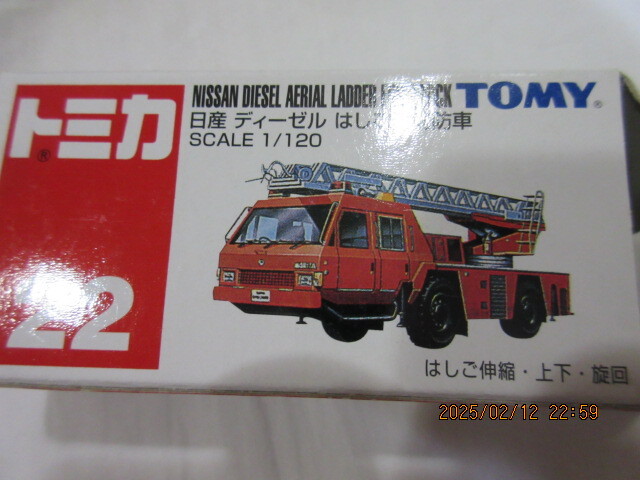 トミカ
®
22
NISSAN DIESEL AERIAL LADDER
TOMY®
日産 ディーゼル はしご 防車
SCALE 1/120
はしご伸縮・上下・旋回
2025/02/12 22:59